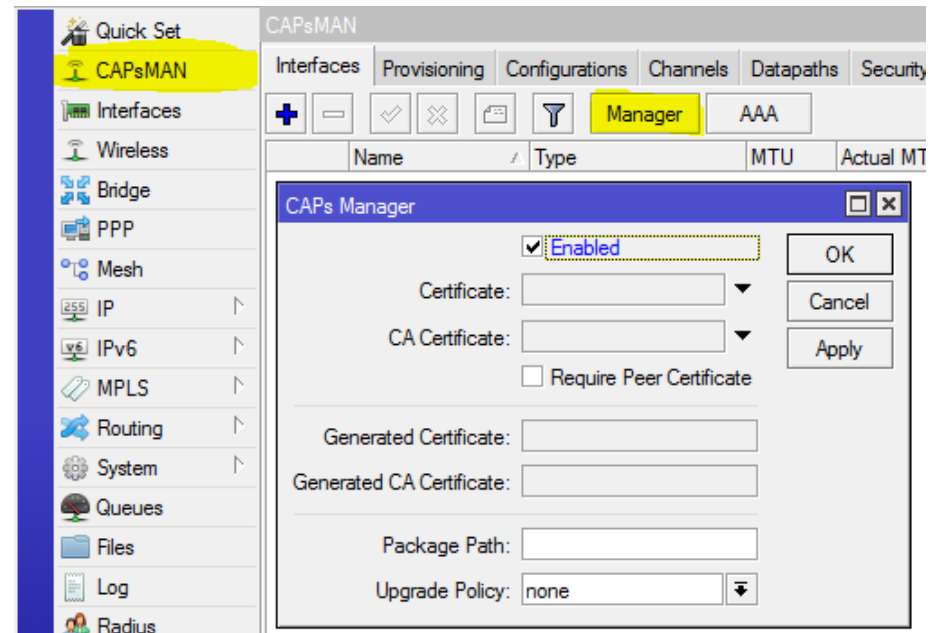 Quick Set
CAPsMAN
Interfaces
Wireless
Bridge
PPP
Mesh
255 IP
v6 IPv6
MPLS
Routing
System
Queues
Files
Log
Radius
CAPsMAN
Interfaces Provisioning Configurations Channels Datapaths Security
Manager AAA
Name Type MTU Actual MT
CAPs Manager
Enabled
OK
Certificate:
Cancel
CA Certificate:
Apply
Require Peer Certificate
Generated Certificate:
Generated CA Certificate:
Package Path:
Upgrade Policy: none